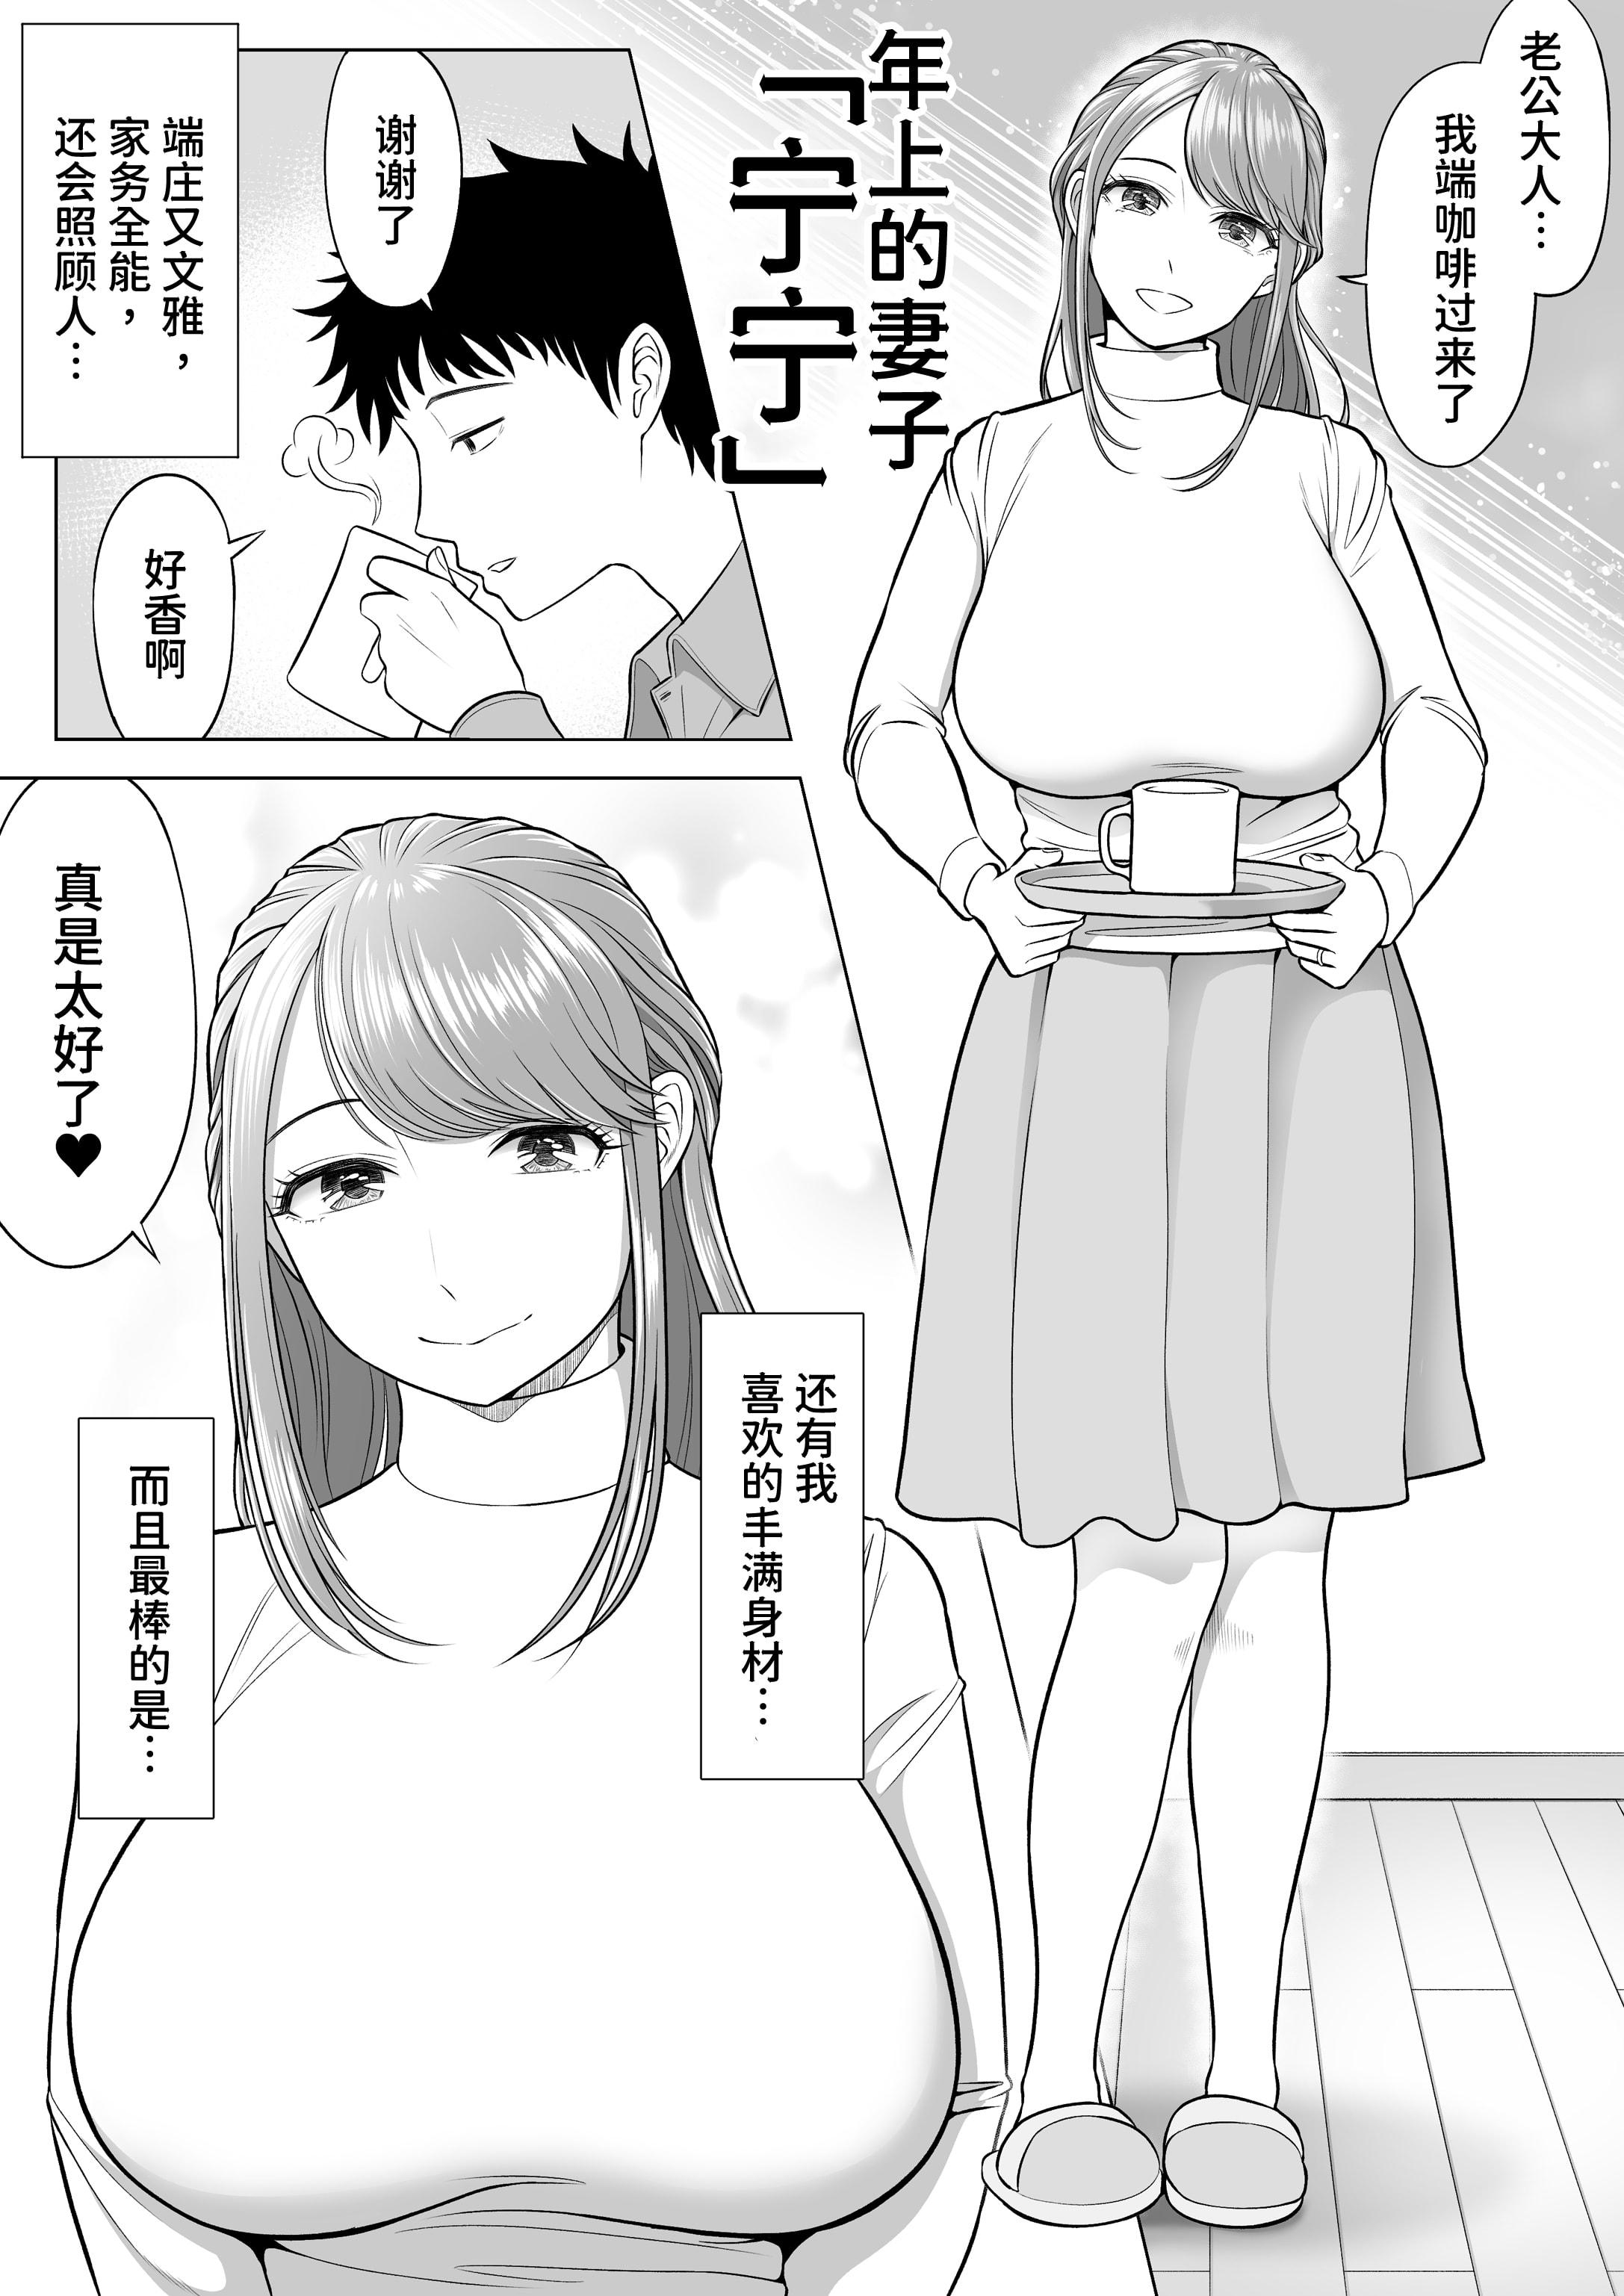 老公大人…
我端咖啡过来了
年上的妻子
「宁宁」
谢谢了
端庄又文雅，
家务全能，
还会照顾人…
好香啊
真是太好了♥
还有我
喜欢的丰满身材…
而且最棒的是…